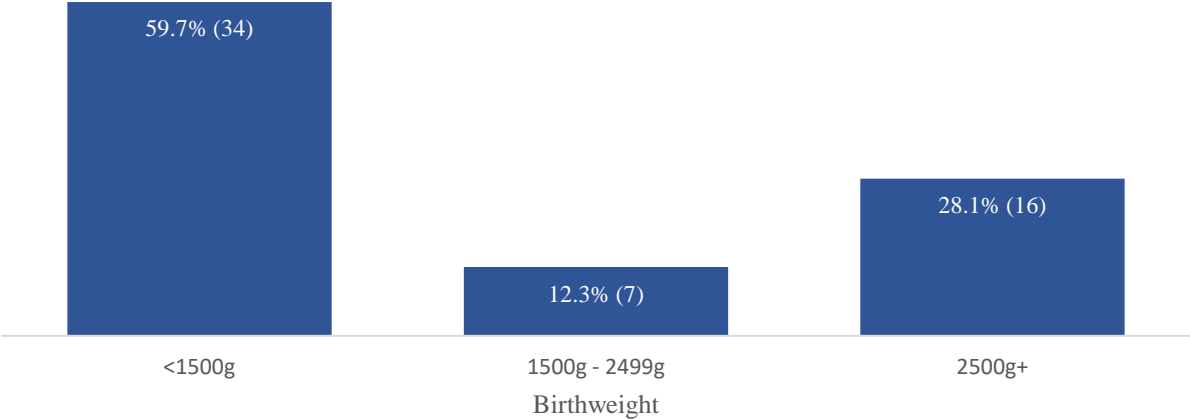 59.7% (34)
28.1% (16)
12.3% (7)
<1500g
1500g - 2499g
2500g+
Birthweight